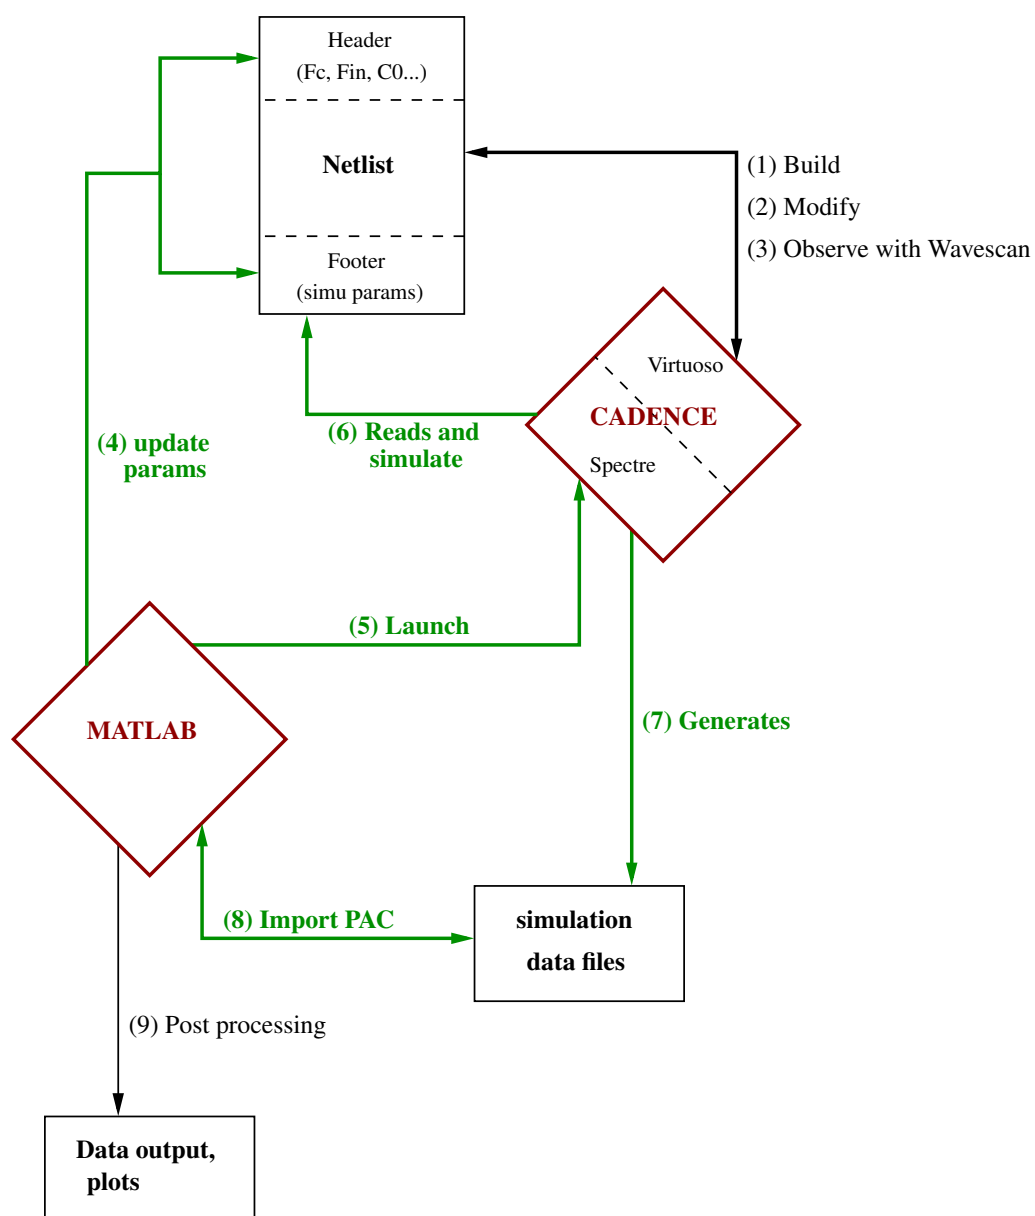 Header
(Fc, Fin, C0...)
Netlist
(1) Build
(2) Modify
(3) Observe with Wavescan
Footer
(simu params)
Virtuoso
CADENCE
Spectre
(6) Reads and
simulate
(4) update
params
(5) Launch
MATLAB
(7) Generates
(8) Import PAC
simulation
data files
(9) Post processing
Data output,
plots